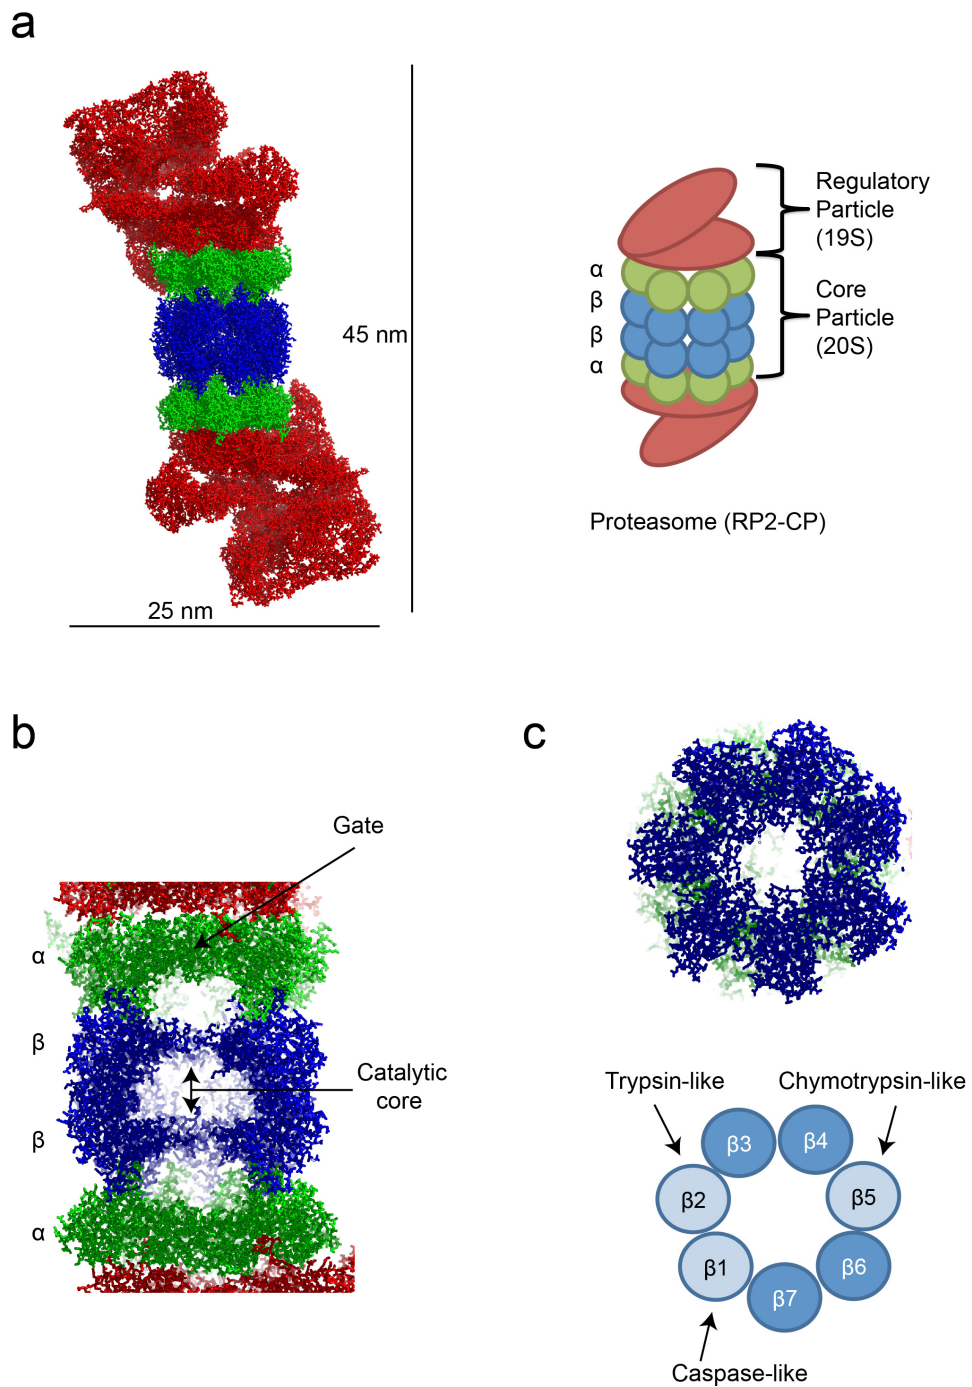 a
45 nm
25 nm
Regulatory
Particle
(19S)
α
β
β
α
Core
Particle
(20S)
Proteasome (RP2-CP)
b
Gate
α
β
Catalytic
core
β
α
c
Trypsin-like
Chymotrypsin-like
β3
β4
β2
β5
β1
β6
β7
Caspase-like